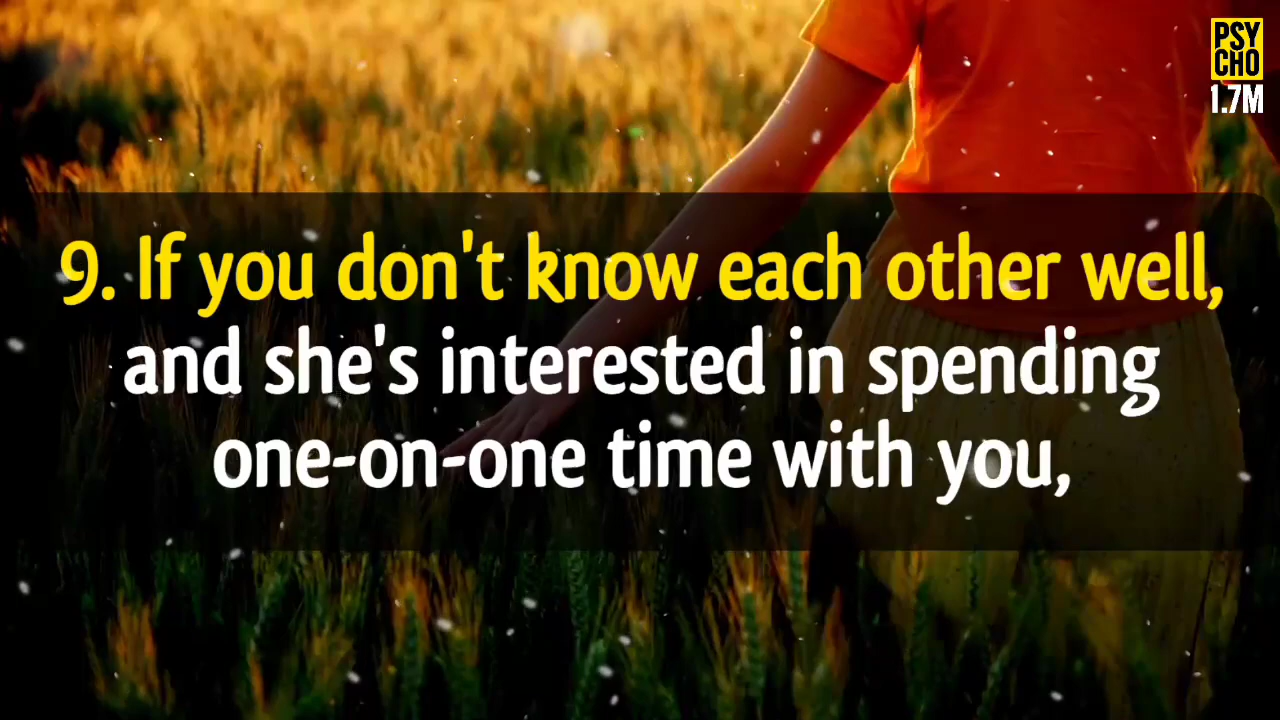 PSY
CHO
1.7M
9. If you don't know each other well,
and she's interested in spending
one-on-one time with you,